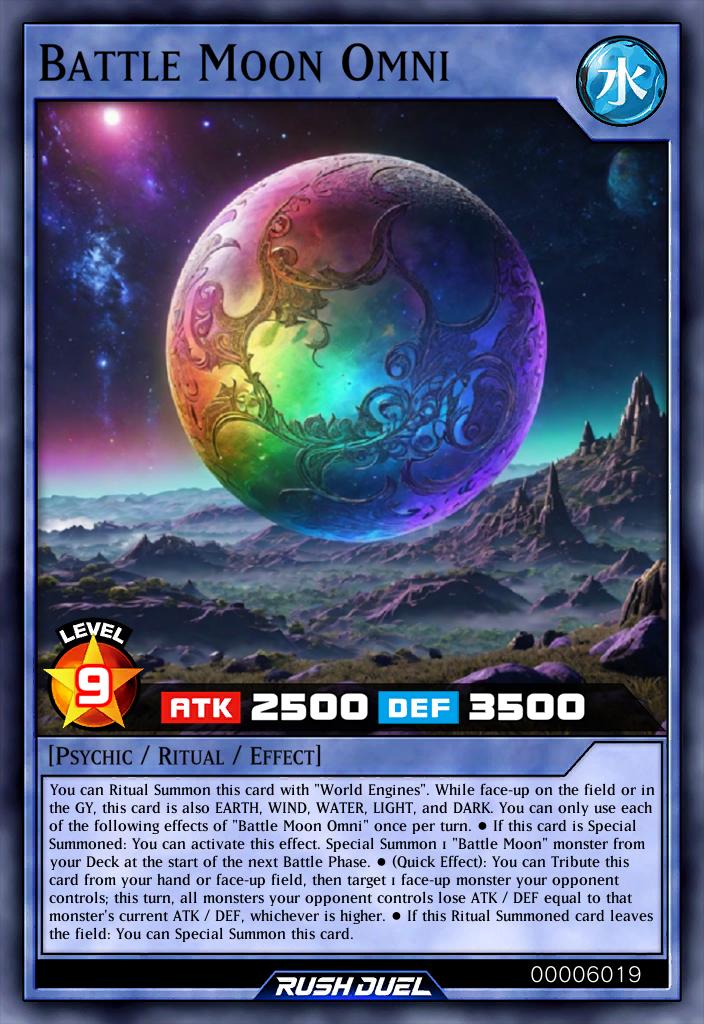 Battle Moon Omni
水
LEVEL
9
ATK 2500 DEF 3500
[Psychic / Ritual / Effect]
You can Ritual Summon this card with "World Engines". While face-up on the field or in
the GY, this card is also EARTH, WIND, WATER, LIGHT, and DARK. You can only use each
of the following effects of "Battle Moon Omni" once per turn. ● If this card is Special
Summoned: You can activate this effect. Special Summon 1 "Battle Moon" monster from
your Deck at the start of the next Battle Phase. ● (Quick Effect): You can Tribute this
card from your hand or face-up field, then target 1 face-up monster your opponent
controls; this turn, all monsters your opponent controls lose ATK / DEF equal to that
monster's current ATK / DEF, whichever is higher. ● If this Ritual Summoned card leaves
the field: You can Special Summon this card.
00006019
RUSH DUEL